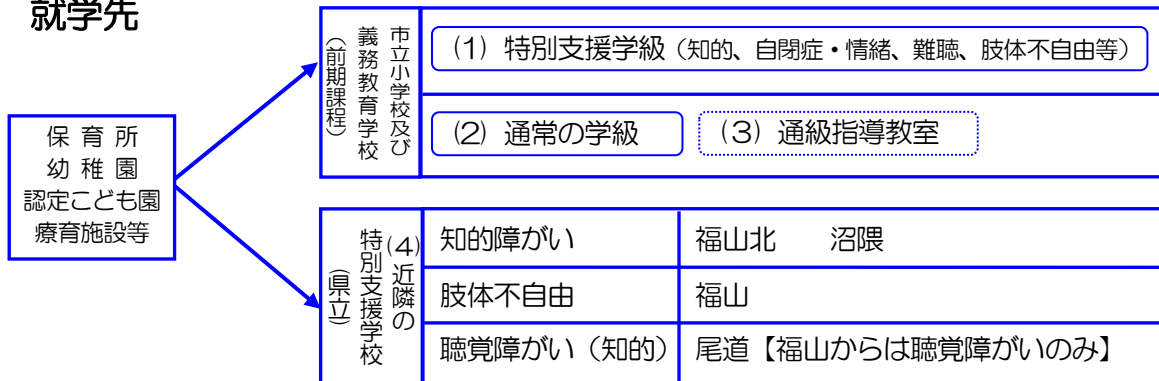 就学先
保育所
幼稚園
認定こども園
療育施設等
市立小学校及び
義務教育学校
（前期課程）
(1) 特別支援学級（知的、自閉症・情緒、難聴、肢体不自由等）
(2) 通常の学級
(3) 通級指導教室
(4)近隣の
特別支援学校
（県立）
知的障がい 福山北 沼隈
肢体不自由 福山
聴覚障がい（知的） 尾道【福山からは聴覚障がいのみ】